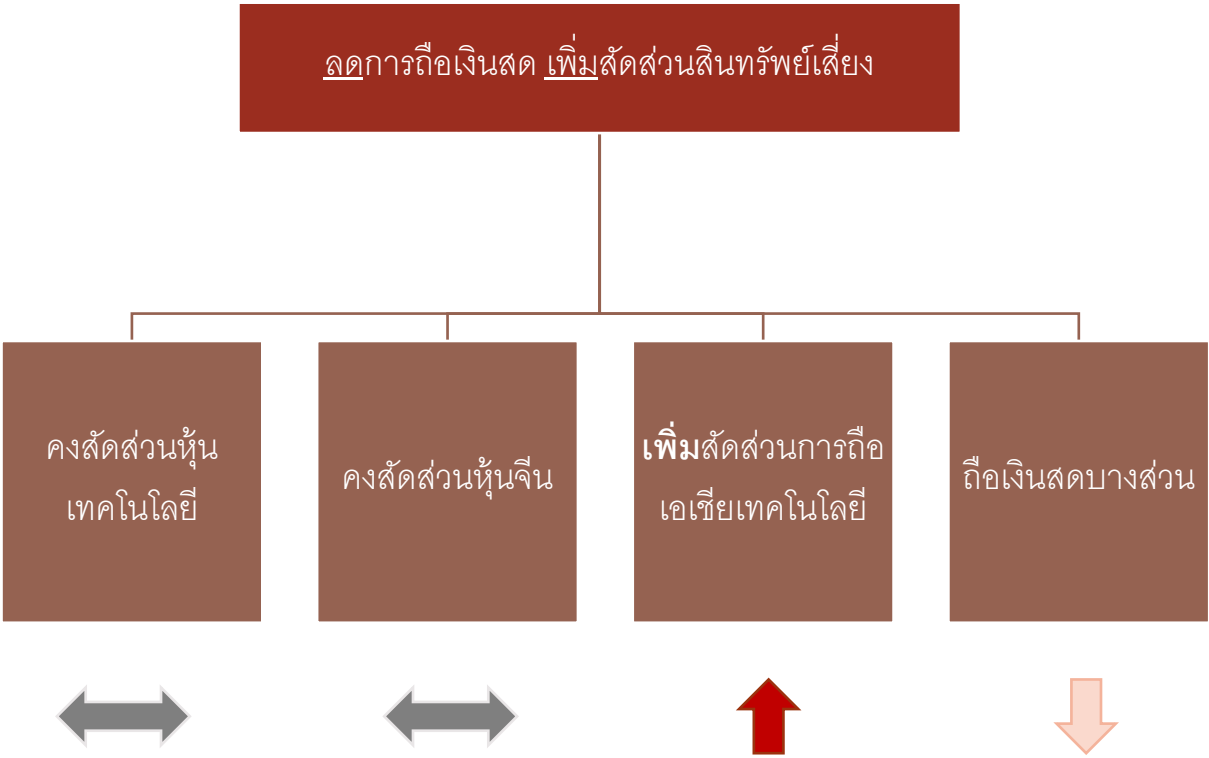 ลดการถือเงินสด เพิ่มสัดส่วนสินทรัพย์เสี่ยง
คงสัดส่วนหุ้น
เทคโนโลยี
คงสัดส่วนหุ้นจีน
เพิ่มสัดส่วนการถือ
เอเชียเทคโนโลยี
ถือเงินสดบางส่วน